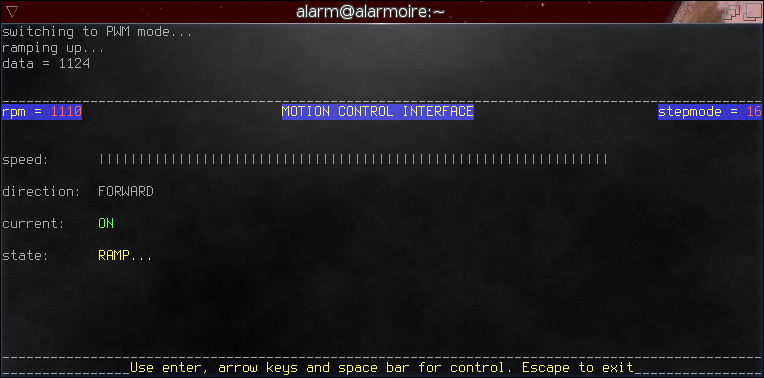 alarm@alarmoire:~
switching to PWM mode...
ramping up...
data = 1124
rpm = 1110 MOTION CONTROL INTERFACE stepmode = 16
speed: ||||||||||||||||||||||||||||||||||||||||||||||||||||||||||||||||
direction: FORWARD
current: ON
state: RAMP...
Use enter, arrow keys and space bar for control. Escape to exit